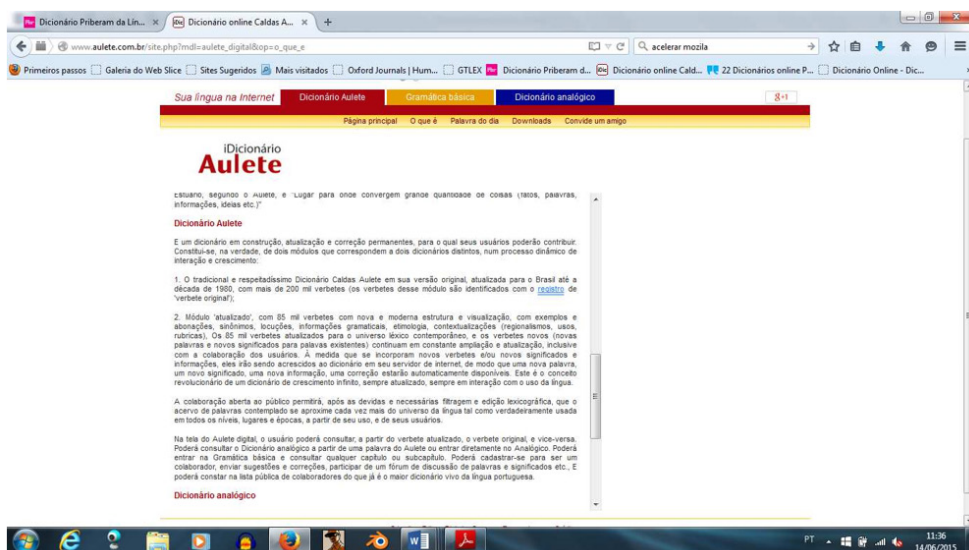 Dicionário Priberam da Lín... ×
Dicionário online Caldas A... × +
www.aulete.com.br/site.php?mdl=aulete_digital&op=o_que_e
acelerar mozila
Primeiros passos Galeria do Web Slice Sites Sugeridos Mais visitados Oxford Journals | Hum... GTLEX Dicionário Priberam d... Dicionário online Cald... 22 Dicionários online P... Dicionário Online - Dic...
Sua língua na Internet Dicionário Aulete Gramática básica Dicionário analógico
g+1
Página principal O que é Palavra do dia Downloads Convide um amigo
iDicionário
Aulete
Estuário, segundo o Aulete, é "Lugar para onde convergem grande quantidade de coisas (fatos, palavras,
informações, ideias etc.)"
Dicionário Aulete
E um dicionário em construção, atualização e correção permanentes, para o qual seus usuários poderão contribuir.
Constitui-se, na verdade, de dois módulos que correspondem a dois dicionários distintos, num processo dinâmico de
interação e crescimento:
1. O tradicional e respeitadíssimo Dicionário Caldas Aulete em sua versão original, atualizada para o Brasil até a
década de 1980, com mais de 200 mil verbetes (os verbetes desse módulo são identificados com o registro de
'verbete original');
2. Módulo 'atualizado', com 85 mil verbetes com nova e moderna estrutura e visualização, com exemplos e
abonações, sinônimos, locuções, informações gramaticais, etimologia, contextualizações (regionalismos, usos,
rubricas), Os 85 mil verbetes atualizados para o universo léxico contemporâneo, e os verbetes novos (novas
palavras e novos significados para palavas existentes) continuam em constante ampliação e atualização, inclusive
com a colaboração dos usuários. À medida que se incorporam novos verbetes e/ou novos significados e
informações, eles irão sendo acrescidos ao dicionário em seu servidor de internet, de modo que uma nova palavra,
um novo significado, uma nova informação, uma correção estarão automaticamente disponíveis. Este é o conceito
revolucionário de um dicionário de crescimento infinito, sempre atualizado, sempre em interação com o uso da língua.
A colaboração aberta ao público permitirá, após as devidas e necessárias filtragem e edição lexicográfica, que o
acervo de palavras contemplado se aproxime cada vez mais do universo da língua tal como verdadeiramente usada
em todos os níveis, lugares e épocas, a partir de seu uso, e de seus usuários.
Na tela do Aulete digital, o usuário poderá consultar, a partir do verbete atualizado, o verbete original, e vice-versa.
Poderá consultar o Dicionário analógico a partir de uma palavra do Aulete ou entrar diretamente no Analógico. Poderá
entrar na Gramática básica e consultar qualquer capítulo ou subcapítulo. Poderá cadastrar-se para ser um
colaborador, enviar sugestões e correções, participar de um fórum de discussão de palavras e significados etc., E
poderá constar na lista pública de colaboradores do que já é o maior dicionário vivo da língua portuguesa.
Dicionário analógico
PT
11:36
14/06/2015